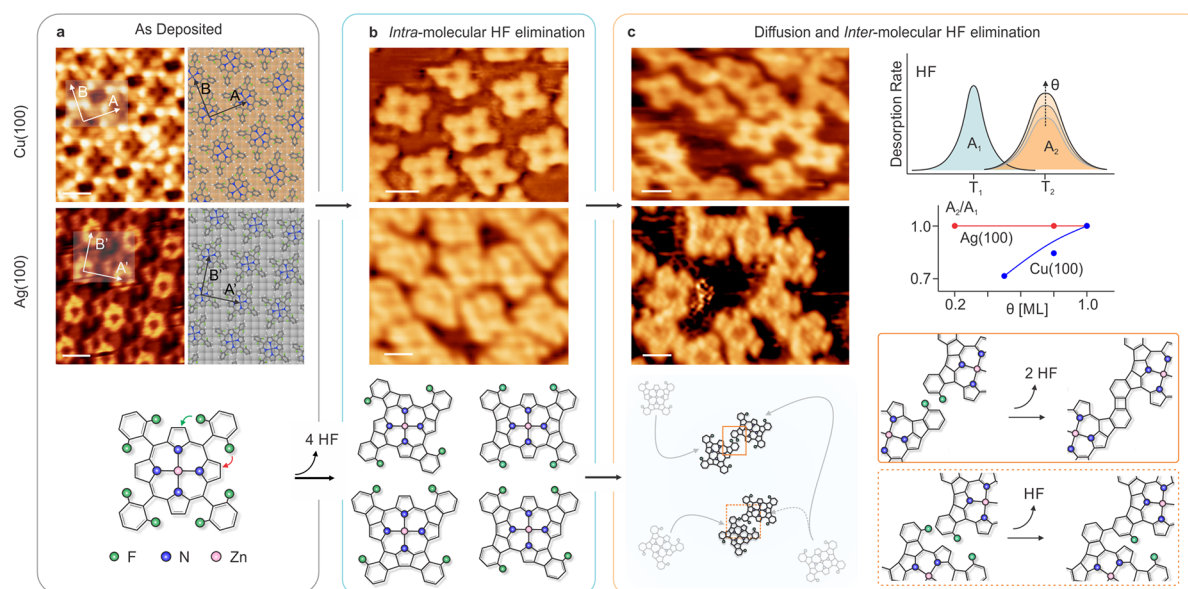 As Deposited
a
B
A
B
A
Cu(100)
B'
A'
B'
A'
Ag(100)
F N Zn
4 HF
b Intra-molecular HF elimination
c Diffusion and Inter-molecular HF elimination
HF
θ
Desorption Rate
A1
A2
T1 T2
A2/A1
1.0
Ag(100)
Cu(100)
0.7
0.2 θ [ML] 1.0
2 HF
HF